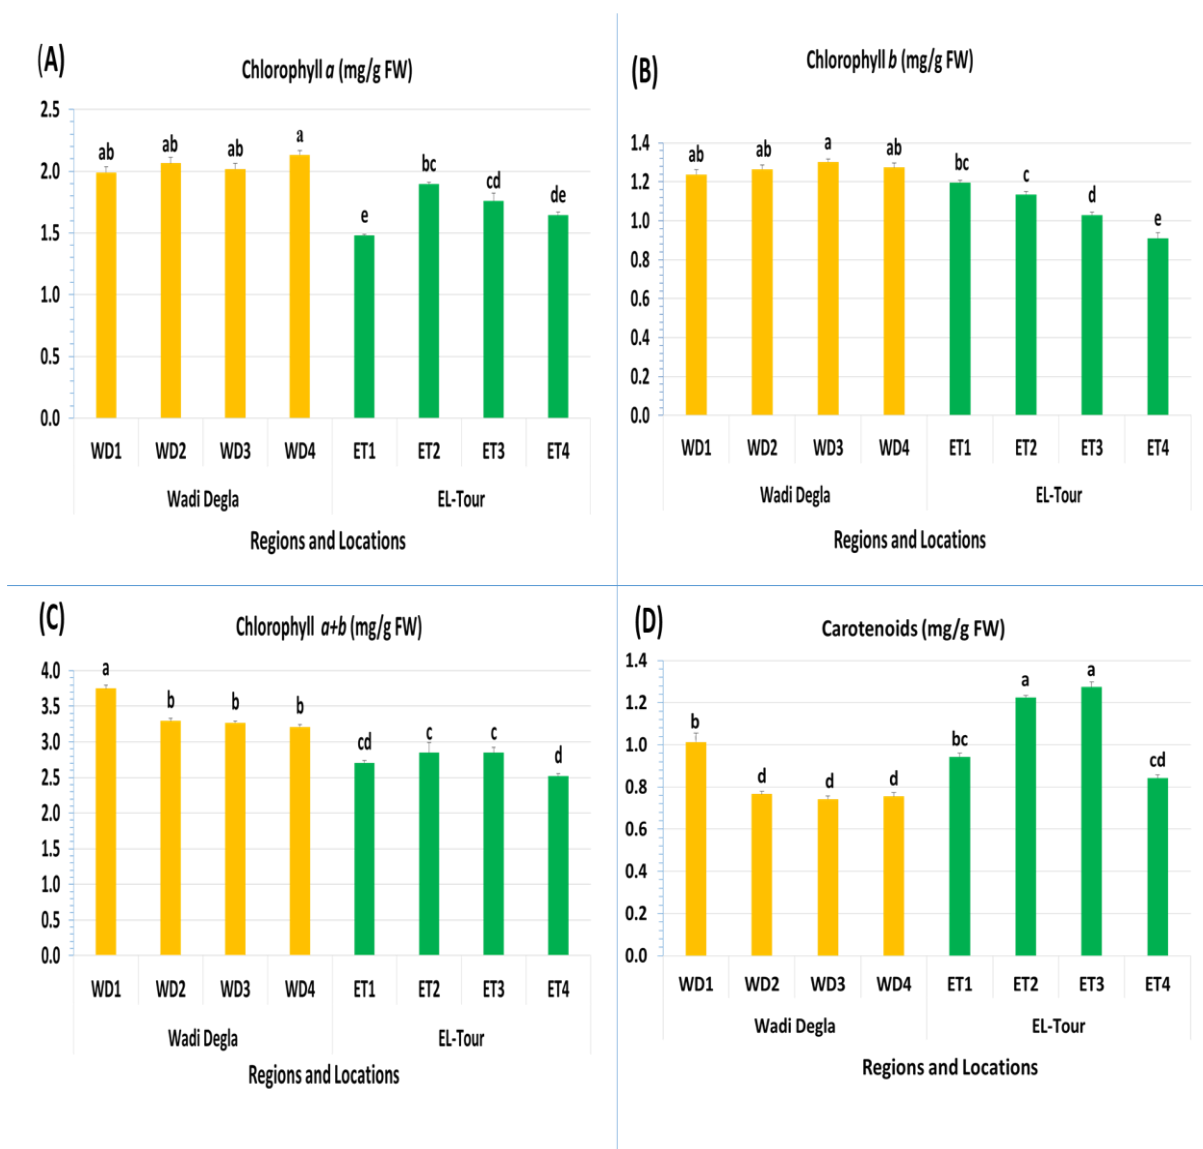 (A)
Chlorophyll a (mg/g FW)
2.5
2.0
1.5
1.0
0.5
0.0
ab ab ab a e bc cd de
WD1 WD2 WD3 WD4 ET1 ET2 ET3 ET4
Wadi Degla EL-Tour
Regions and Locations
(B)
Chlorophyll b (mg/g FW)
1.4
1.2
1.0
0.8
0.6
0.4
0.2
0.0
ab ab a ab bc c d e
WD1 WD2 WD3 WD4 ET1 ET2 ET3 ET4
Wadi Degla EL-Tour
Regions and Locations
(C)
Chlorophyll a+b (mg/g FW)
4.0
3.5
3.0
2.5
2.0
1.5
1.0
0.5
0.0
a b b b cd c c d
WD1 WD2 WD3 WD4 ET1 ET2 ET3 ET4
Wadi Degla EL-Tour
Regions and Locations
(D)
Carotenoids (mg/g FW)
1.4
1.2
1.0
0.8
0.6
0.4
0.2
0.0
b d d d bc a a cd
WD1 WD2 WD3 WD4 ET1 ET2 ET3 ET4
Wadi Degla EL-Tour
Regions and Locations